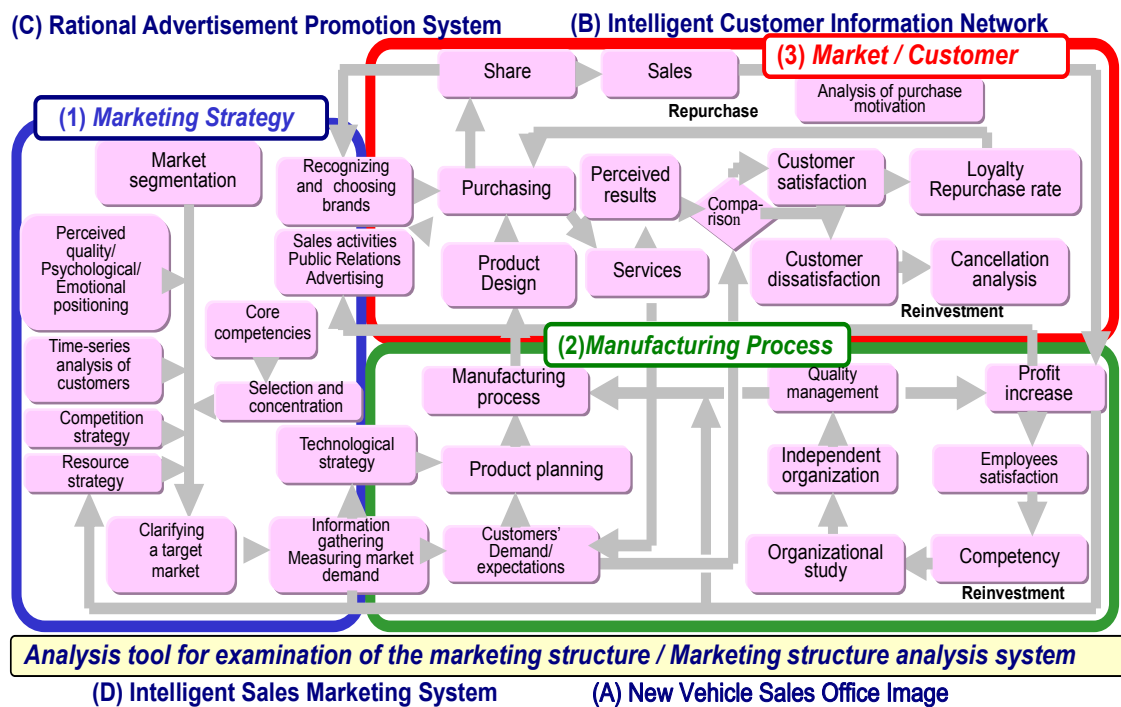 (C) Rational Advertisement Promotion System
(B) Intelligent Customer Information Network
(3) Market / Customer
Share
Sales
Analysis of purchase
motivation
Repurchase
(1) Marketing Strategy
Market
segmentation
Recognizing
and choosing
brands
Purchasing
Perceived
results
Compa-
rison
Customer
satisfaction
Loyalty
Repurchase rate
Perceived quality/
Psychological/
Emotional
positioning
Sales activities
Public Relations
Advertising
Product
Design
Services
Customer
dissatisfaction
Cancellation
analysis
Reinvestment
Core
competencies
(2)Manufacturing Process
Time-series
analysis of
customers
Selection and
concentration
Manufacturing
process
Quality
management
Profit
increase
Competition
strategy
Resource
strategy
Technological
strategy
Product planning
Independent
organization
Employees
satisfaction
Clarifying
a target
market
Information
gathering
Measuring market
demand
Customers’
Demand/
expectations
Organizational
study
Competency
Reinvestment
Analysis tool for examination of the marketing structure / Marketing structure analysis system
(D) Intelligent Sales Marketing System
(A) New Vehicle Sales Office Image